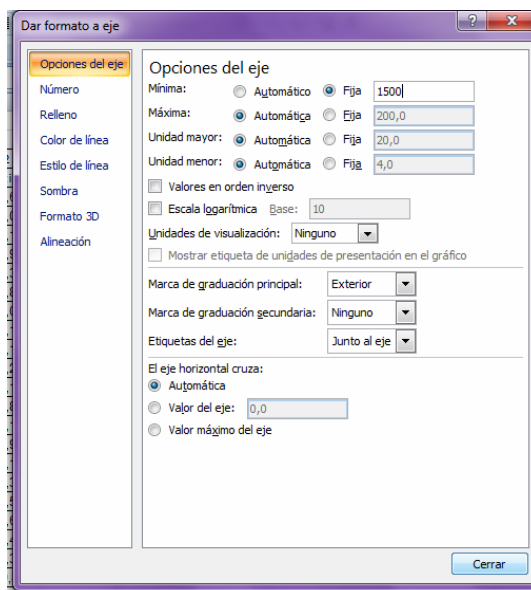 Dar formato a eje
Opciones del eje
Número
Relleno
Color de línea
Estilo de línea
Sombra
Formato 3D
Alineación
Opciones del eje
Mínima: Automático Fija 1500
Máxima: Automática Fija 200,0
Unidad mayor: Automática Fija 20,0
Unidad menor: Automática Fija 4,0
Valores en orden inverso
Escala logarítmica Base: 10
Unidades de visualización: Ninguno
Mostrar etiqueta de unidades de presentación en el gráfico
Marca de graduación principal: Exterior
Marca de graduación secundaria: Ninguno
Etiquetas del eje: Junto al eje
El eje horizontal cruza:
Automática
Valor del eje: 0,0
Valor máximo del eje
Cerrar